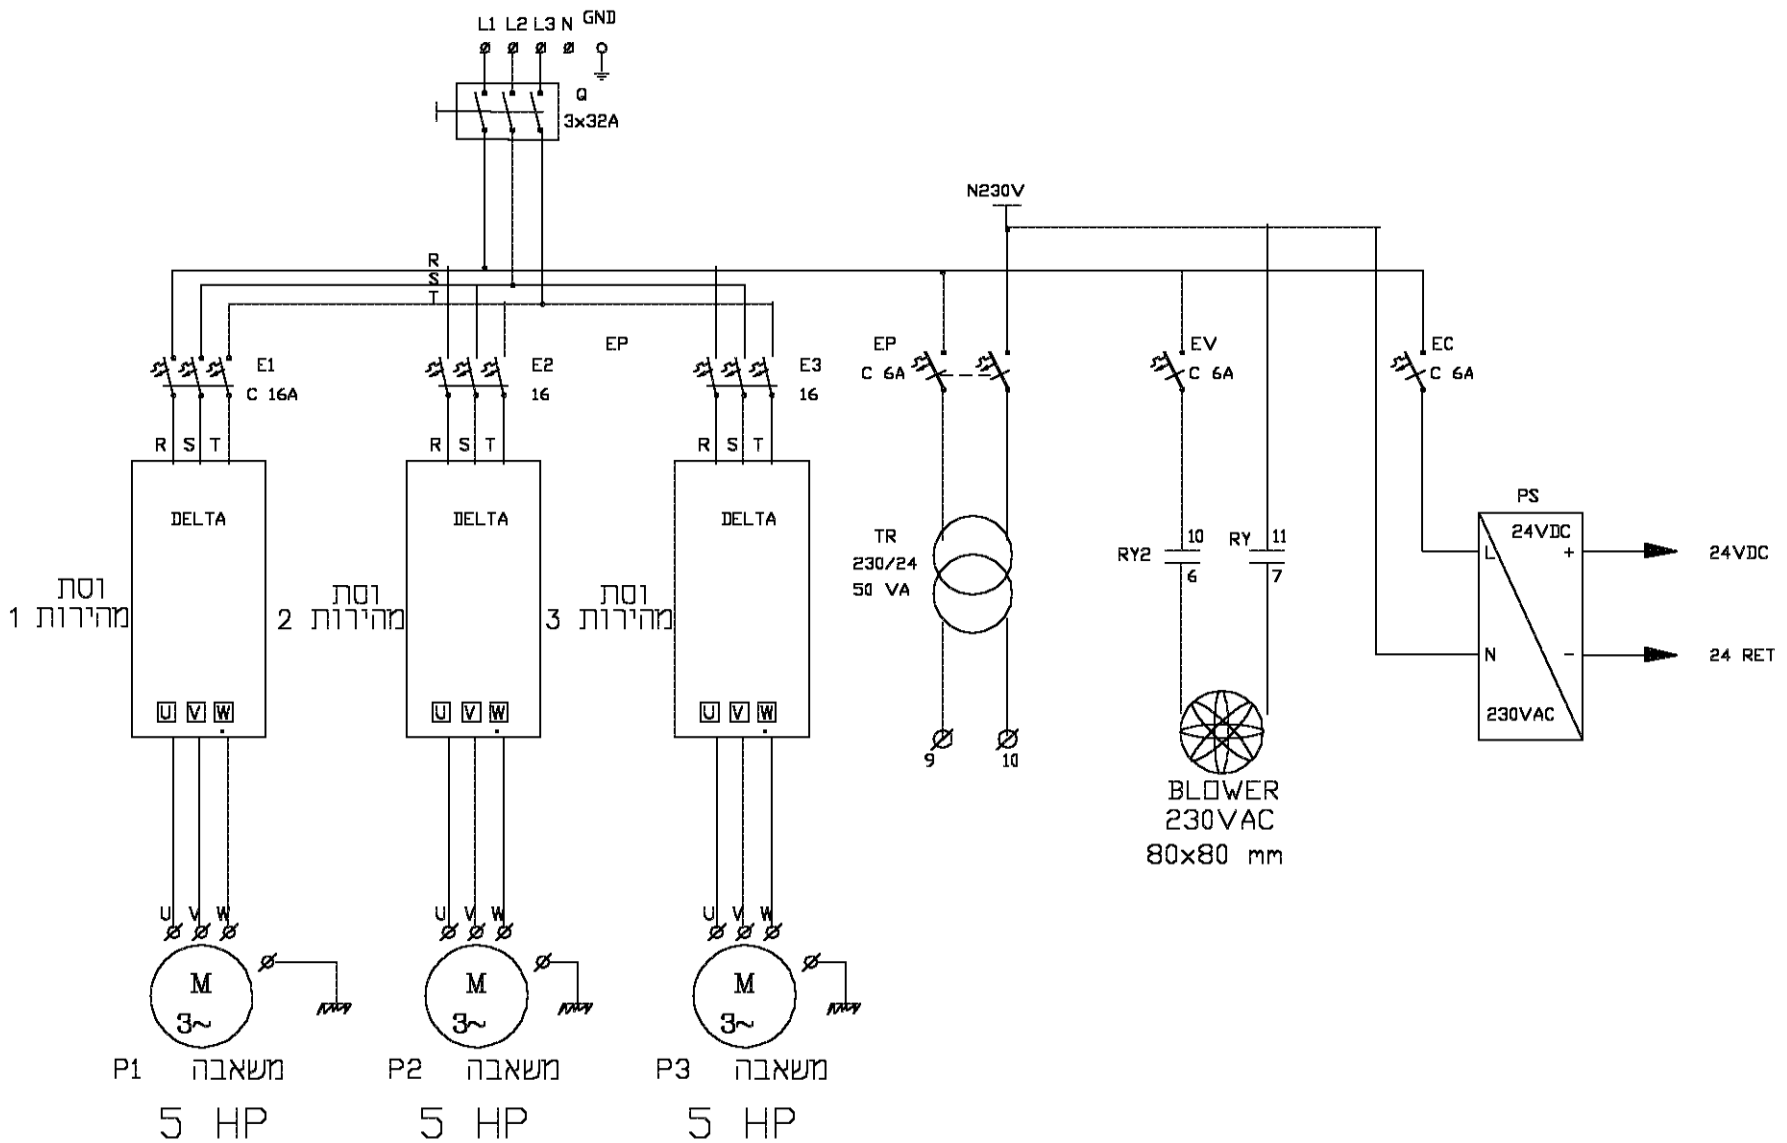 L1 L2 L3 N GND
Q
3x32A
N230V
R
S
T
E1
C 16A
E2
16
EP
E3
16
EP
C 6A
EV
C 6A
EC
C 6A
R S T
R S T
R S T
DELTA
DELTA
DELTA
וסת
מהירות 1
וסת
מהירות 2
וסת
מהירות 3
TR
230/24
50 VA
RY2
10
6
RY
11
7
PS
24VDC
L +
N -
230VAC
24VDC
24 RET
U V W
U V W
U V W
9 10
BLOWER
230VAC
80x80 mm
U V W
U V W
U V W
M
3~
M
3~
M
3~
משאבה P1
5 HP
משאבה P2
5 HP
משאבה P3
5 HP